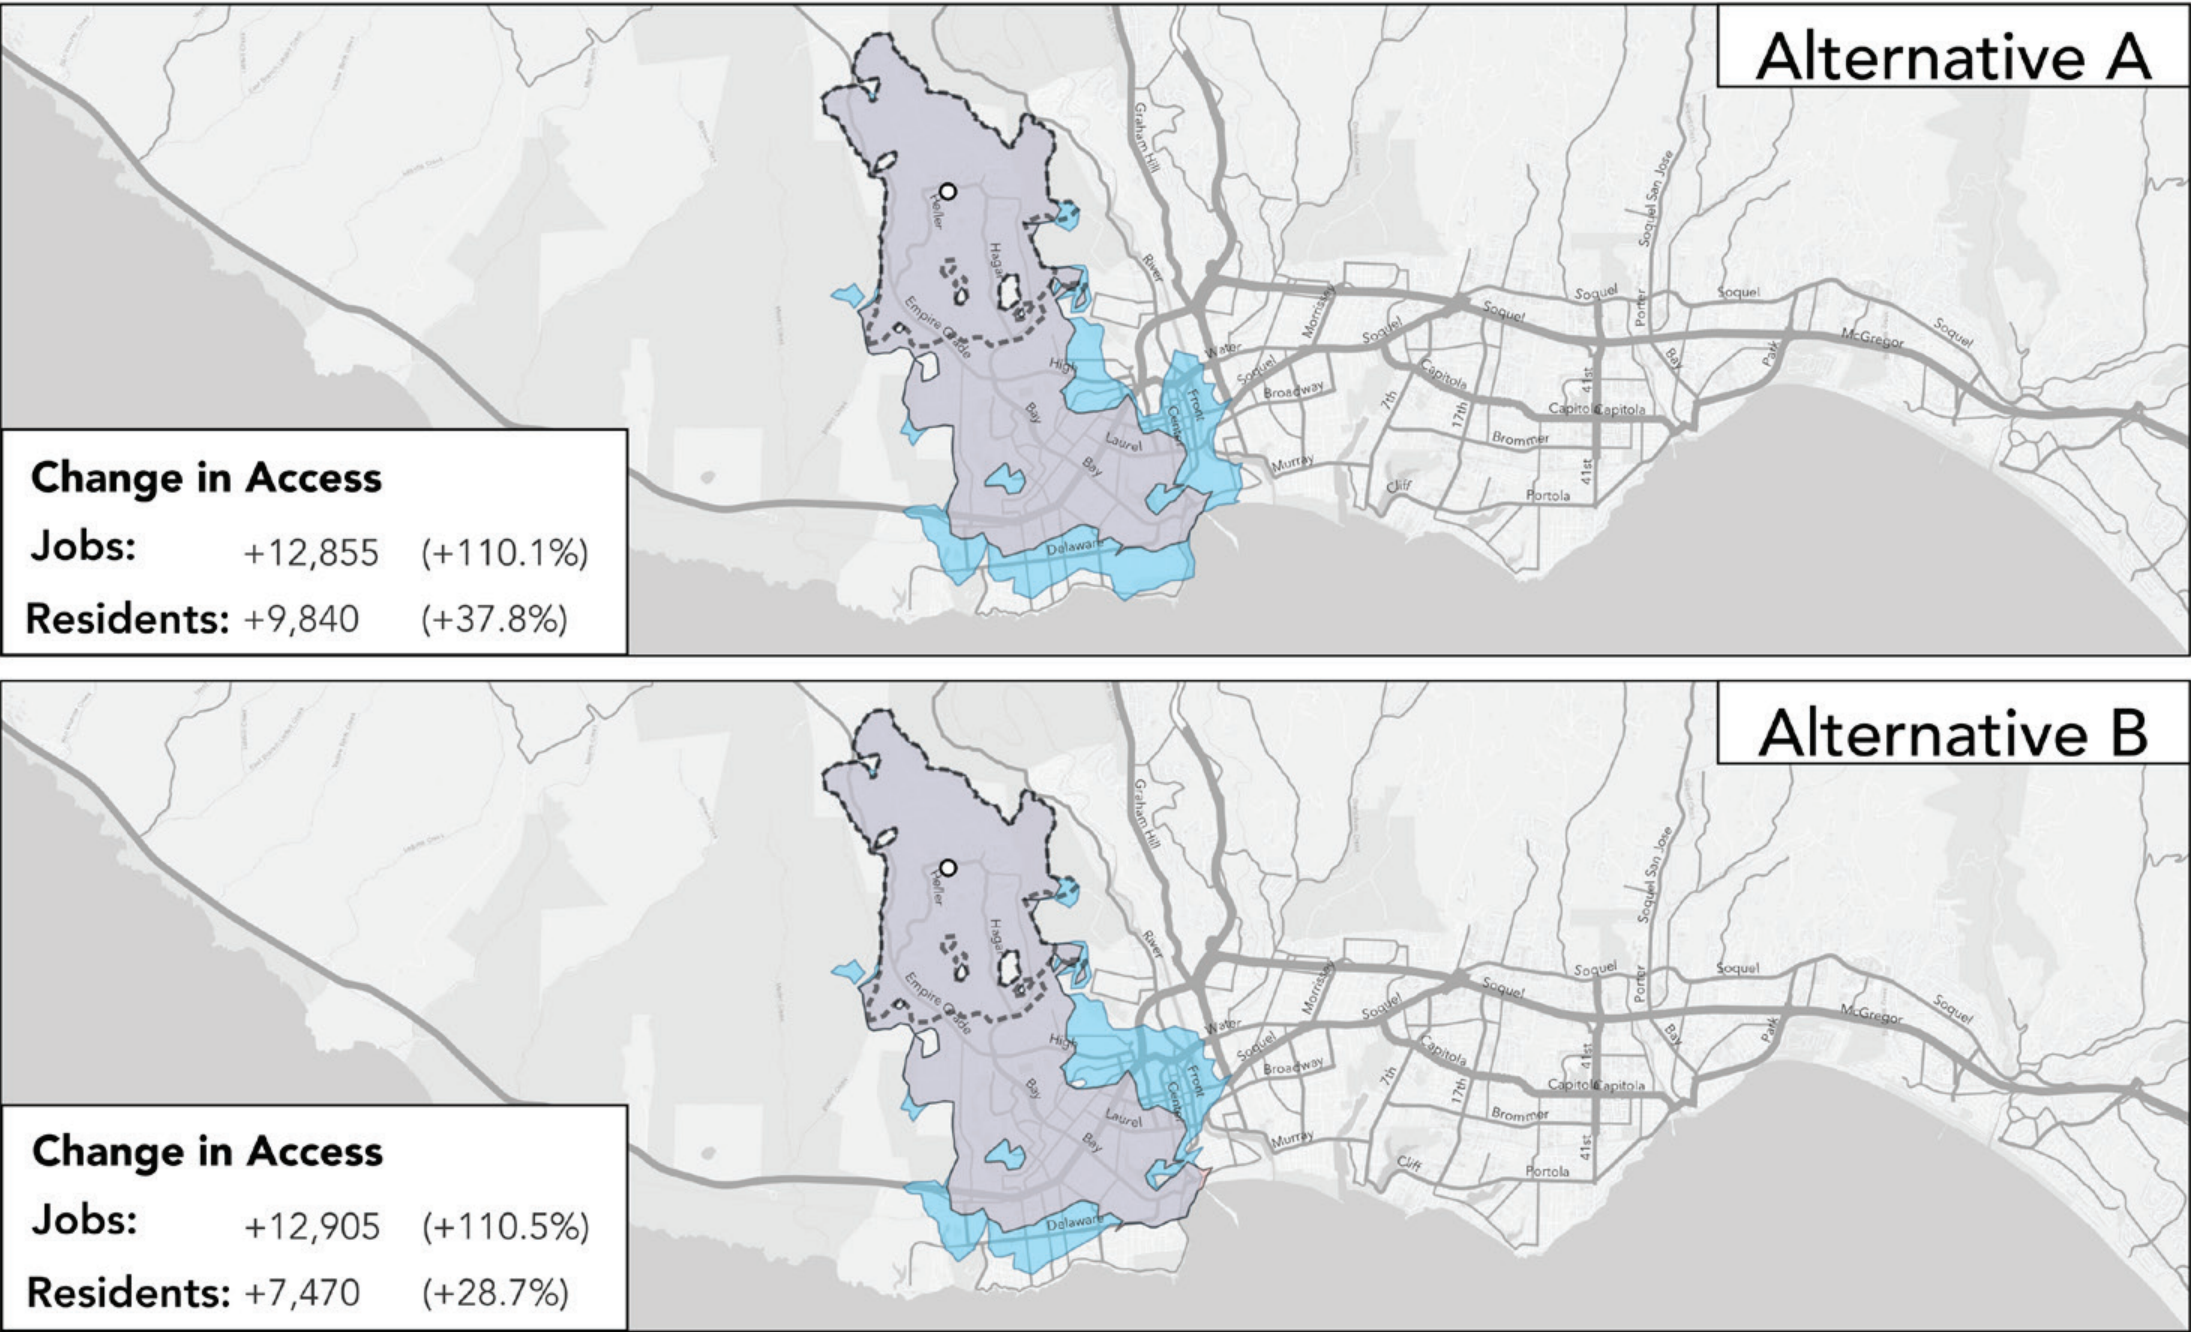 Alternative A
Graham Hill
Soquel San Jose
Heller
Hagar
River
Empire Grade
Morrissey
Soquel
Porter
Soquel
Soquel
Soquel
McGregor
Soquel
Water
Soquel
Park
High
Bay
Front
Broadway
Capitola
41st
Bay
7th
17th
Capitola
Capitola
Center
Laurel
Brommer
Bay
Murray
41st
Cliff
Portola
Delaware
Change in Access
Jobs: +12,855 (+110.1%)
Residents: +9,840 (+37.8%)
Alternative B
Graham Hill
Soquel San Jose
Heller
Hagar
River
Empire Grade
Morrissey
Soquel
Porter
Soquel
Soquel
Soquel
McGregor
Soquel
Water
Soquel
Park
High
Bay
Front
Broadway
Capitola
41st
Bay
7th
17th
Capitola
Capitola
Center
Laurel
Brommer
Bay
Murray
41st
Cliff
Portola
Delaware
Change in Access
Jobs: +12,905 (+110.5%)
Residents: +7,470 (+28.7%)